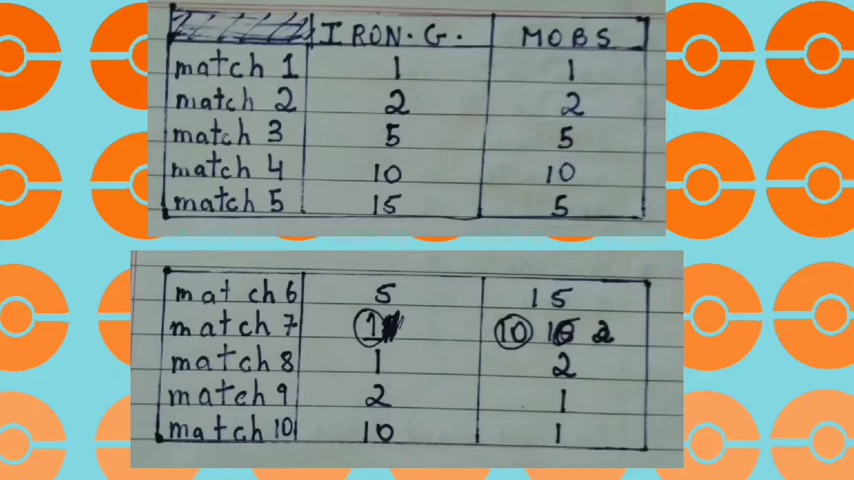 IRON.G. MOBS
match 1 1 1
match 2 2 2
match 3 5 5
match 4 10 10
match 5 15 5
match 6 5 15
match 7 1 10 2
match 8 1 2
match 9 2 1
match 10 10 1